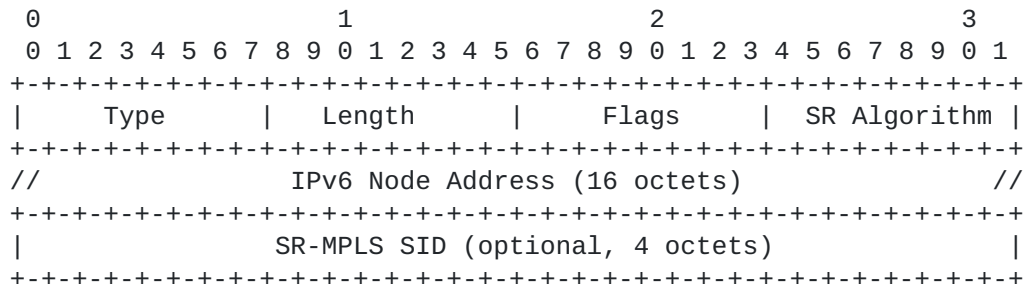 0                   1                   2                   3
 0 1 2 3 4 5 6 7 8 9 0 1 2 3 4 5 6 7 8 9 0 1 2 3 4 5 6 7 8 9 0 1
+-+-+-+-+-+-+-+-+-+-+-+-+-+-+-+-+-+-+-+-+-+-+-+-+-+-+-+-+-+-+-+-+
|     Type      |   Length      |     Flags     |  SR Algorithm |
+-+-+-+-+-+-+-+-+-+-+-+-+-+-+-+-+-+-+-+-+-+-+-+-+-+-+-+-+-+-+-+-+
//                IPv6 Node Address (16 octets)                //
+-+-+-+-+-+-+-+-+-+-+-+-+-+-+-+-+-+-+-+-+-+-+-+-+-+-+-+-+-+-+-+-+
|                SR-MPLS SID (optional, 4 octets)               |
+-+-+-+-+-+-+-+-+-+-+-+-+-+-+-+-+-+-+-+-+-+-+-+-+-+-+-+-+-+-+-+-+